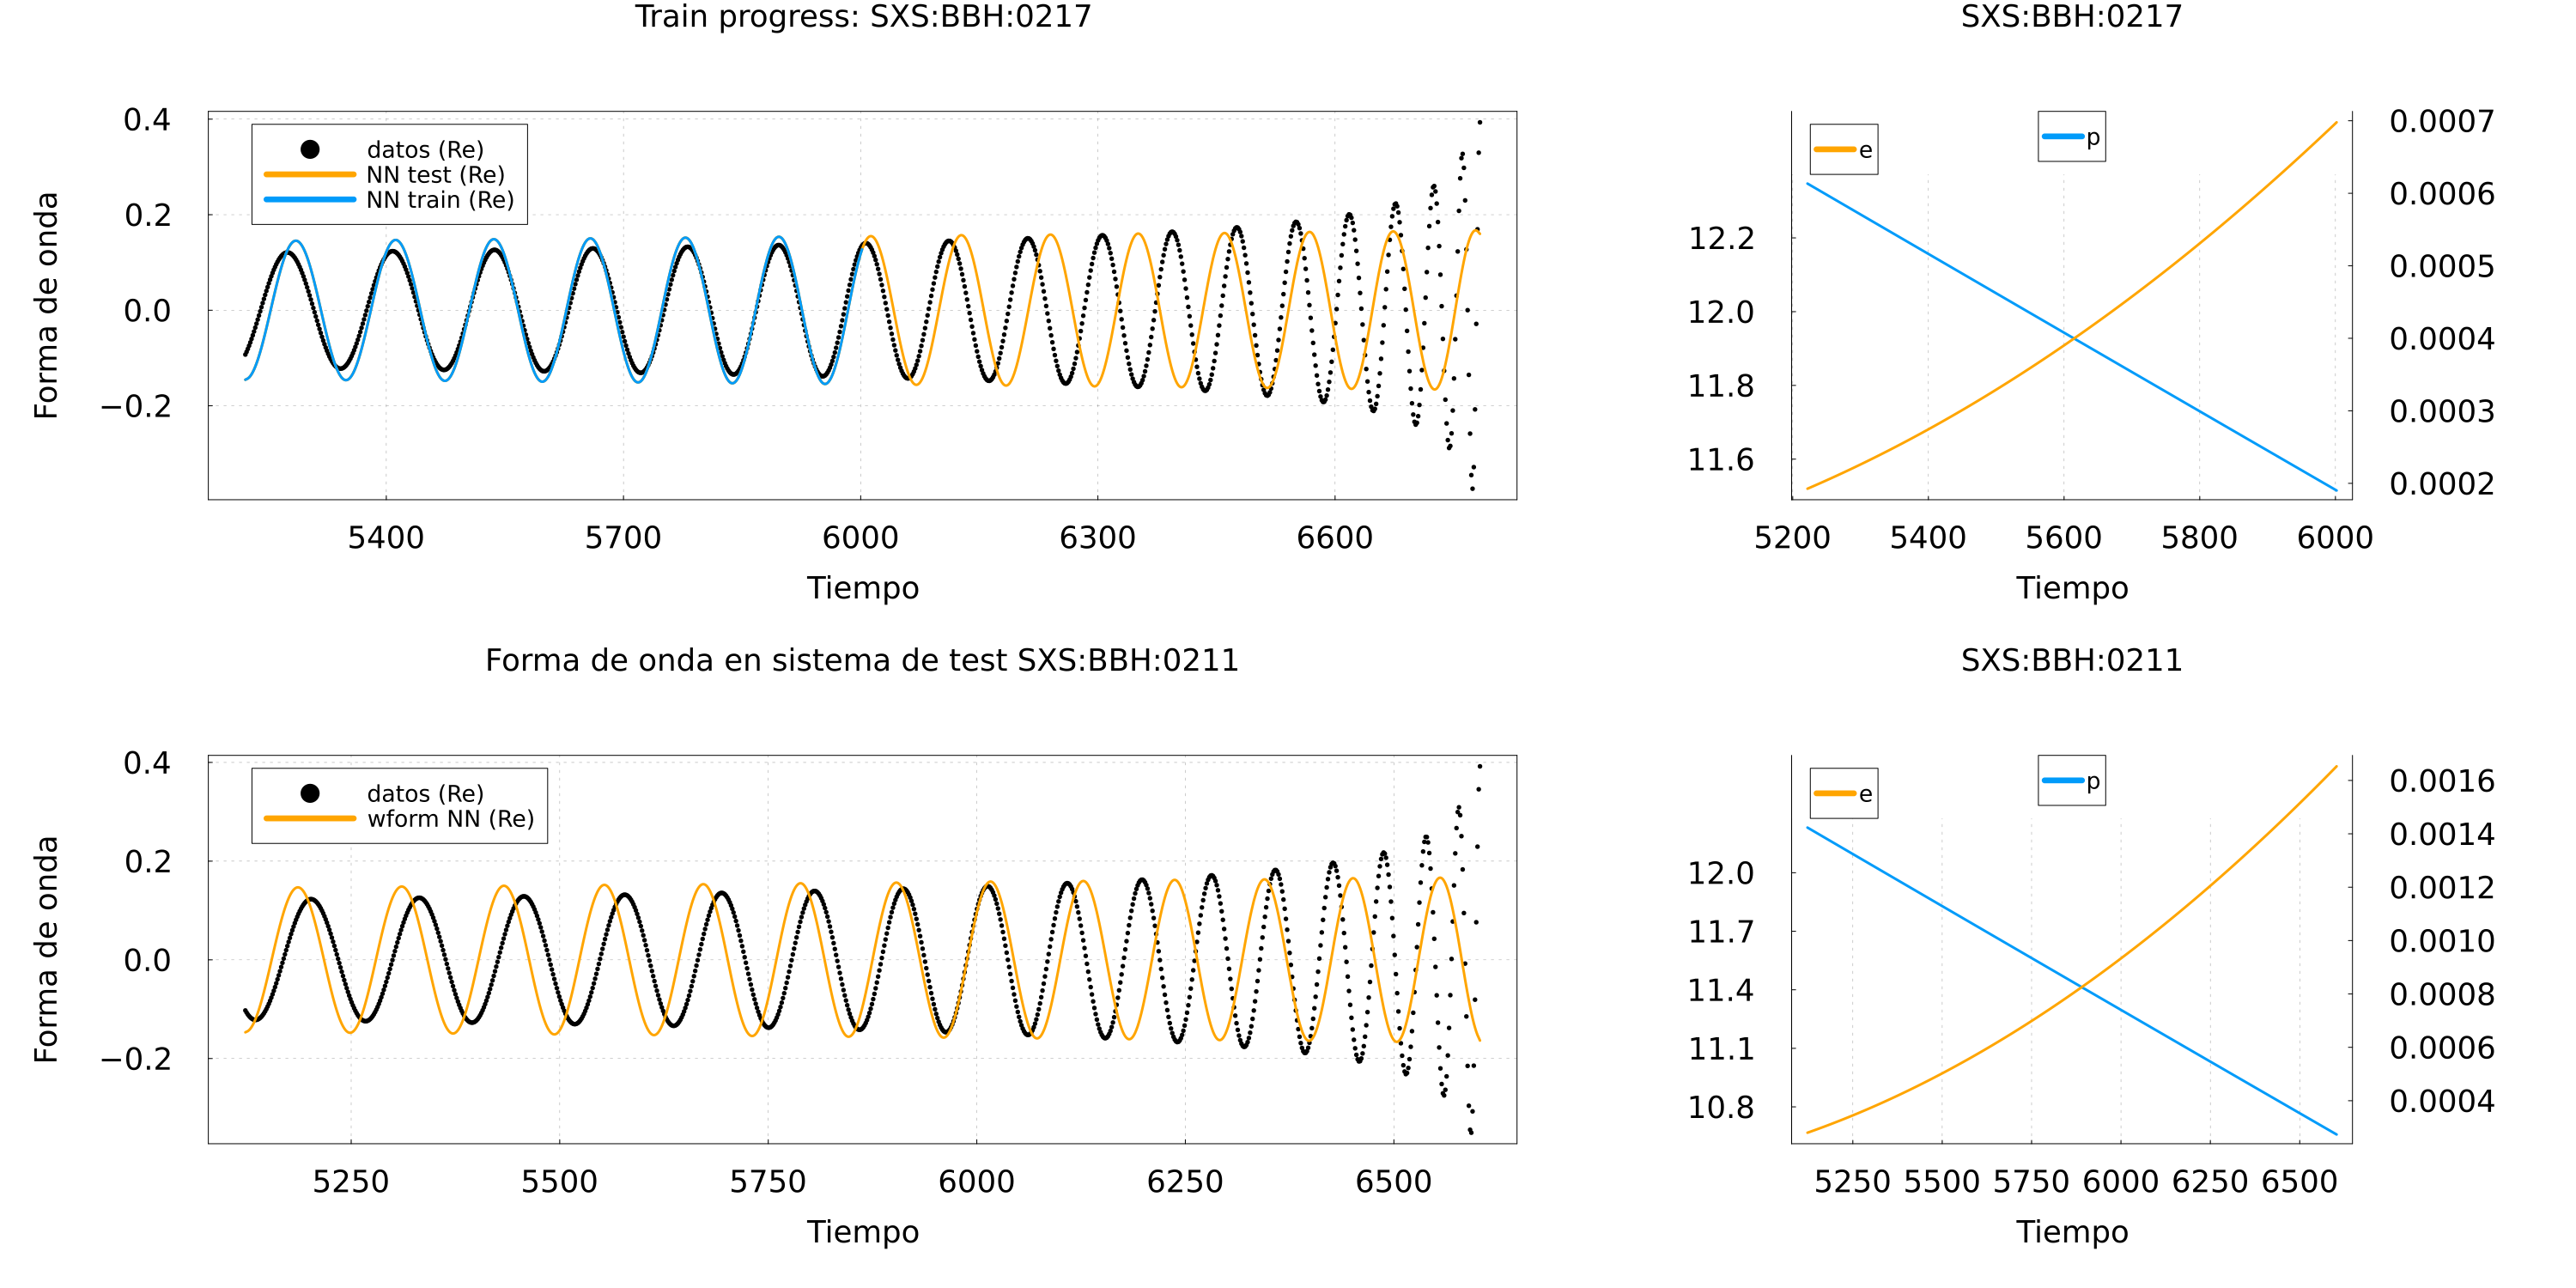 Train progress: SXS:BBH:0217
SXS:BBH:0217
Forma de onda
0.4
0.2
0.0
−0.2
datos (Re)
NN test (Re)
NN train (Re)
5400 5700 6000 6300 6600
Tiempo
e
p
12.2
12.0
11.8
11.6
0.0007
0.0006
0.0005
0.0004
0.0003
0.0002
5200 5400 5600 5800 6000
Tiempo
Forma de onda en sistema de test SXS:BBH:0211
SXS:BBH:0211
Forma de onda
0.4
0.2
0.0
−0.2
datos (Re)
wform NN (Re)
5250 5500 5750 6000 6250 6500
Tiempo
e
p
12.0
11.7
11.4
11.1
10.8
0.0016
0.0014
0.0012
0.0010
0.0008
0.0006
0.0004
5250 5500 5750 6000 6250 6500
Tiempo